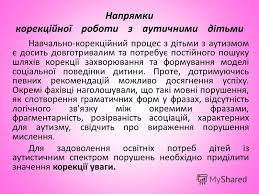 Напрямки
корекційної роботи з аутичними дітьми
Навчально-корекційний процес з дітьми з аутизмом
є досить довготривалим та потребує постійного пошуку
шляхів корекції захворювання та формування моделі
соціальної поведінки дитини. Проте, дотримуючись
певних рекомендацій можливо досягнення успіху.
Окремі фахівці наголошують, що такі мовні порушення,
як спотворення граматичних форм у фразах, відсутність
логічного зв'язку між окремими фразами,
фрагментарність, розірваність асоціацій, характерних
для аутизму, свідчить про вираження порушення
мислення.
Для задоволення освітніх потреб дітей із
аутистичним спектром порушень необхідно приділити
значення корекції уваги.
MyShared